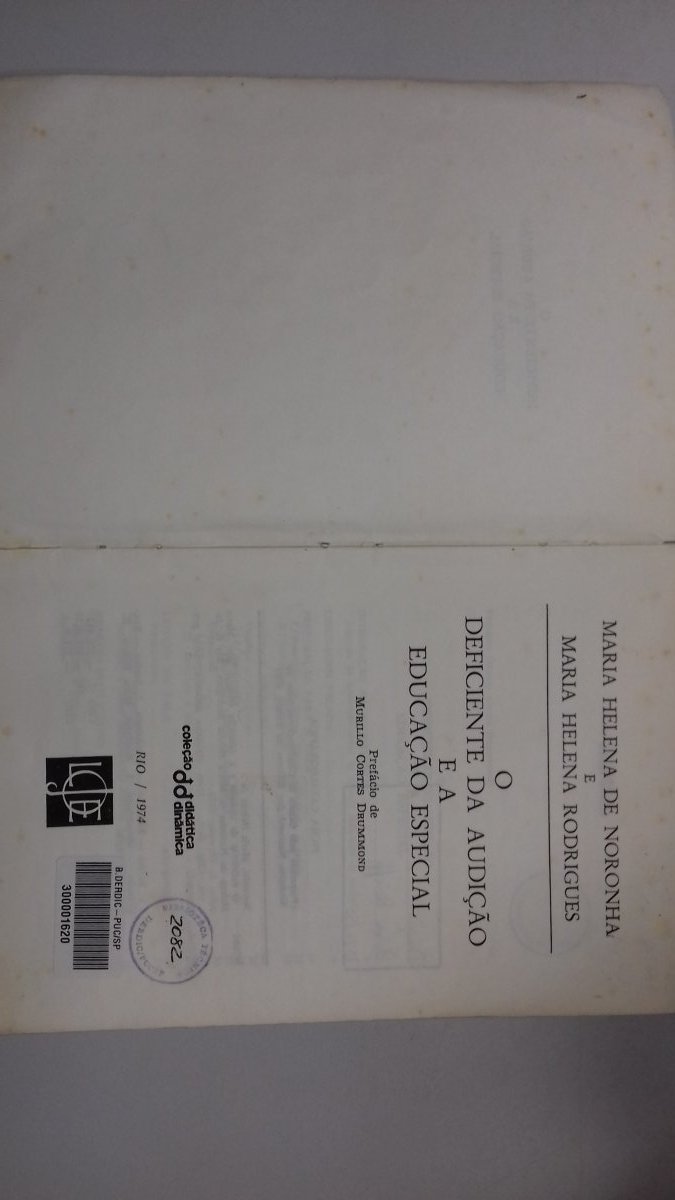 MARIA HELENA DE NORONHA
E
MARIA HELENA RODRIGUES
O
DEFICIENTE DA AUDIÇÃO
E A
EDUCAÇÃO ESPECIAL
Prefácio de
MURILLO CORTES DRUMMOND
coleção dd didática dinâmica
RIO / 1974
B.DERDIC – PUC/SP
300001620
2082